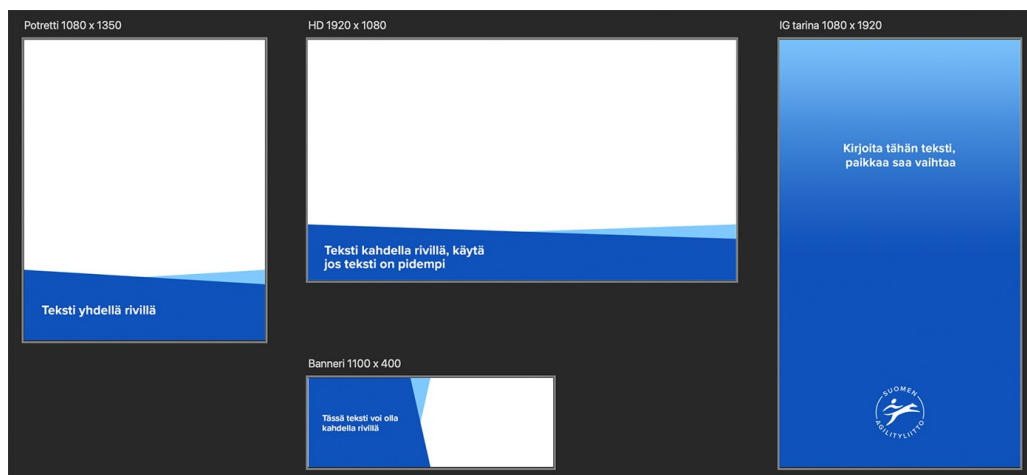 Potretti 1080 x 1350
HD 1920 x 1080
IG tarina 1080 x 1920
Kirjoita tähän teksti,
paikkaa saa vaihtaa
Teksti kahdella rivillä, käytä
jos teksti on pidempi
Teksti yhdellä rivillä
Banneri 1100 x 400
Tässä teksti voi olla
kahdella rivillä
SUOMEN
AGILITYLIITTO